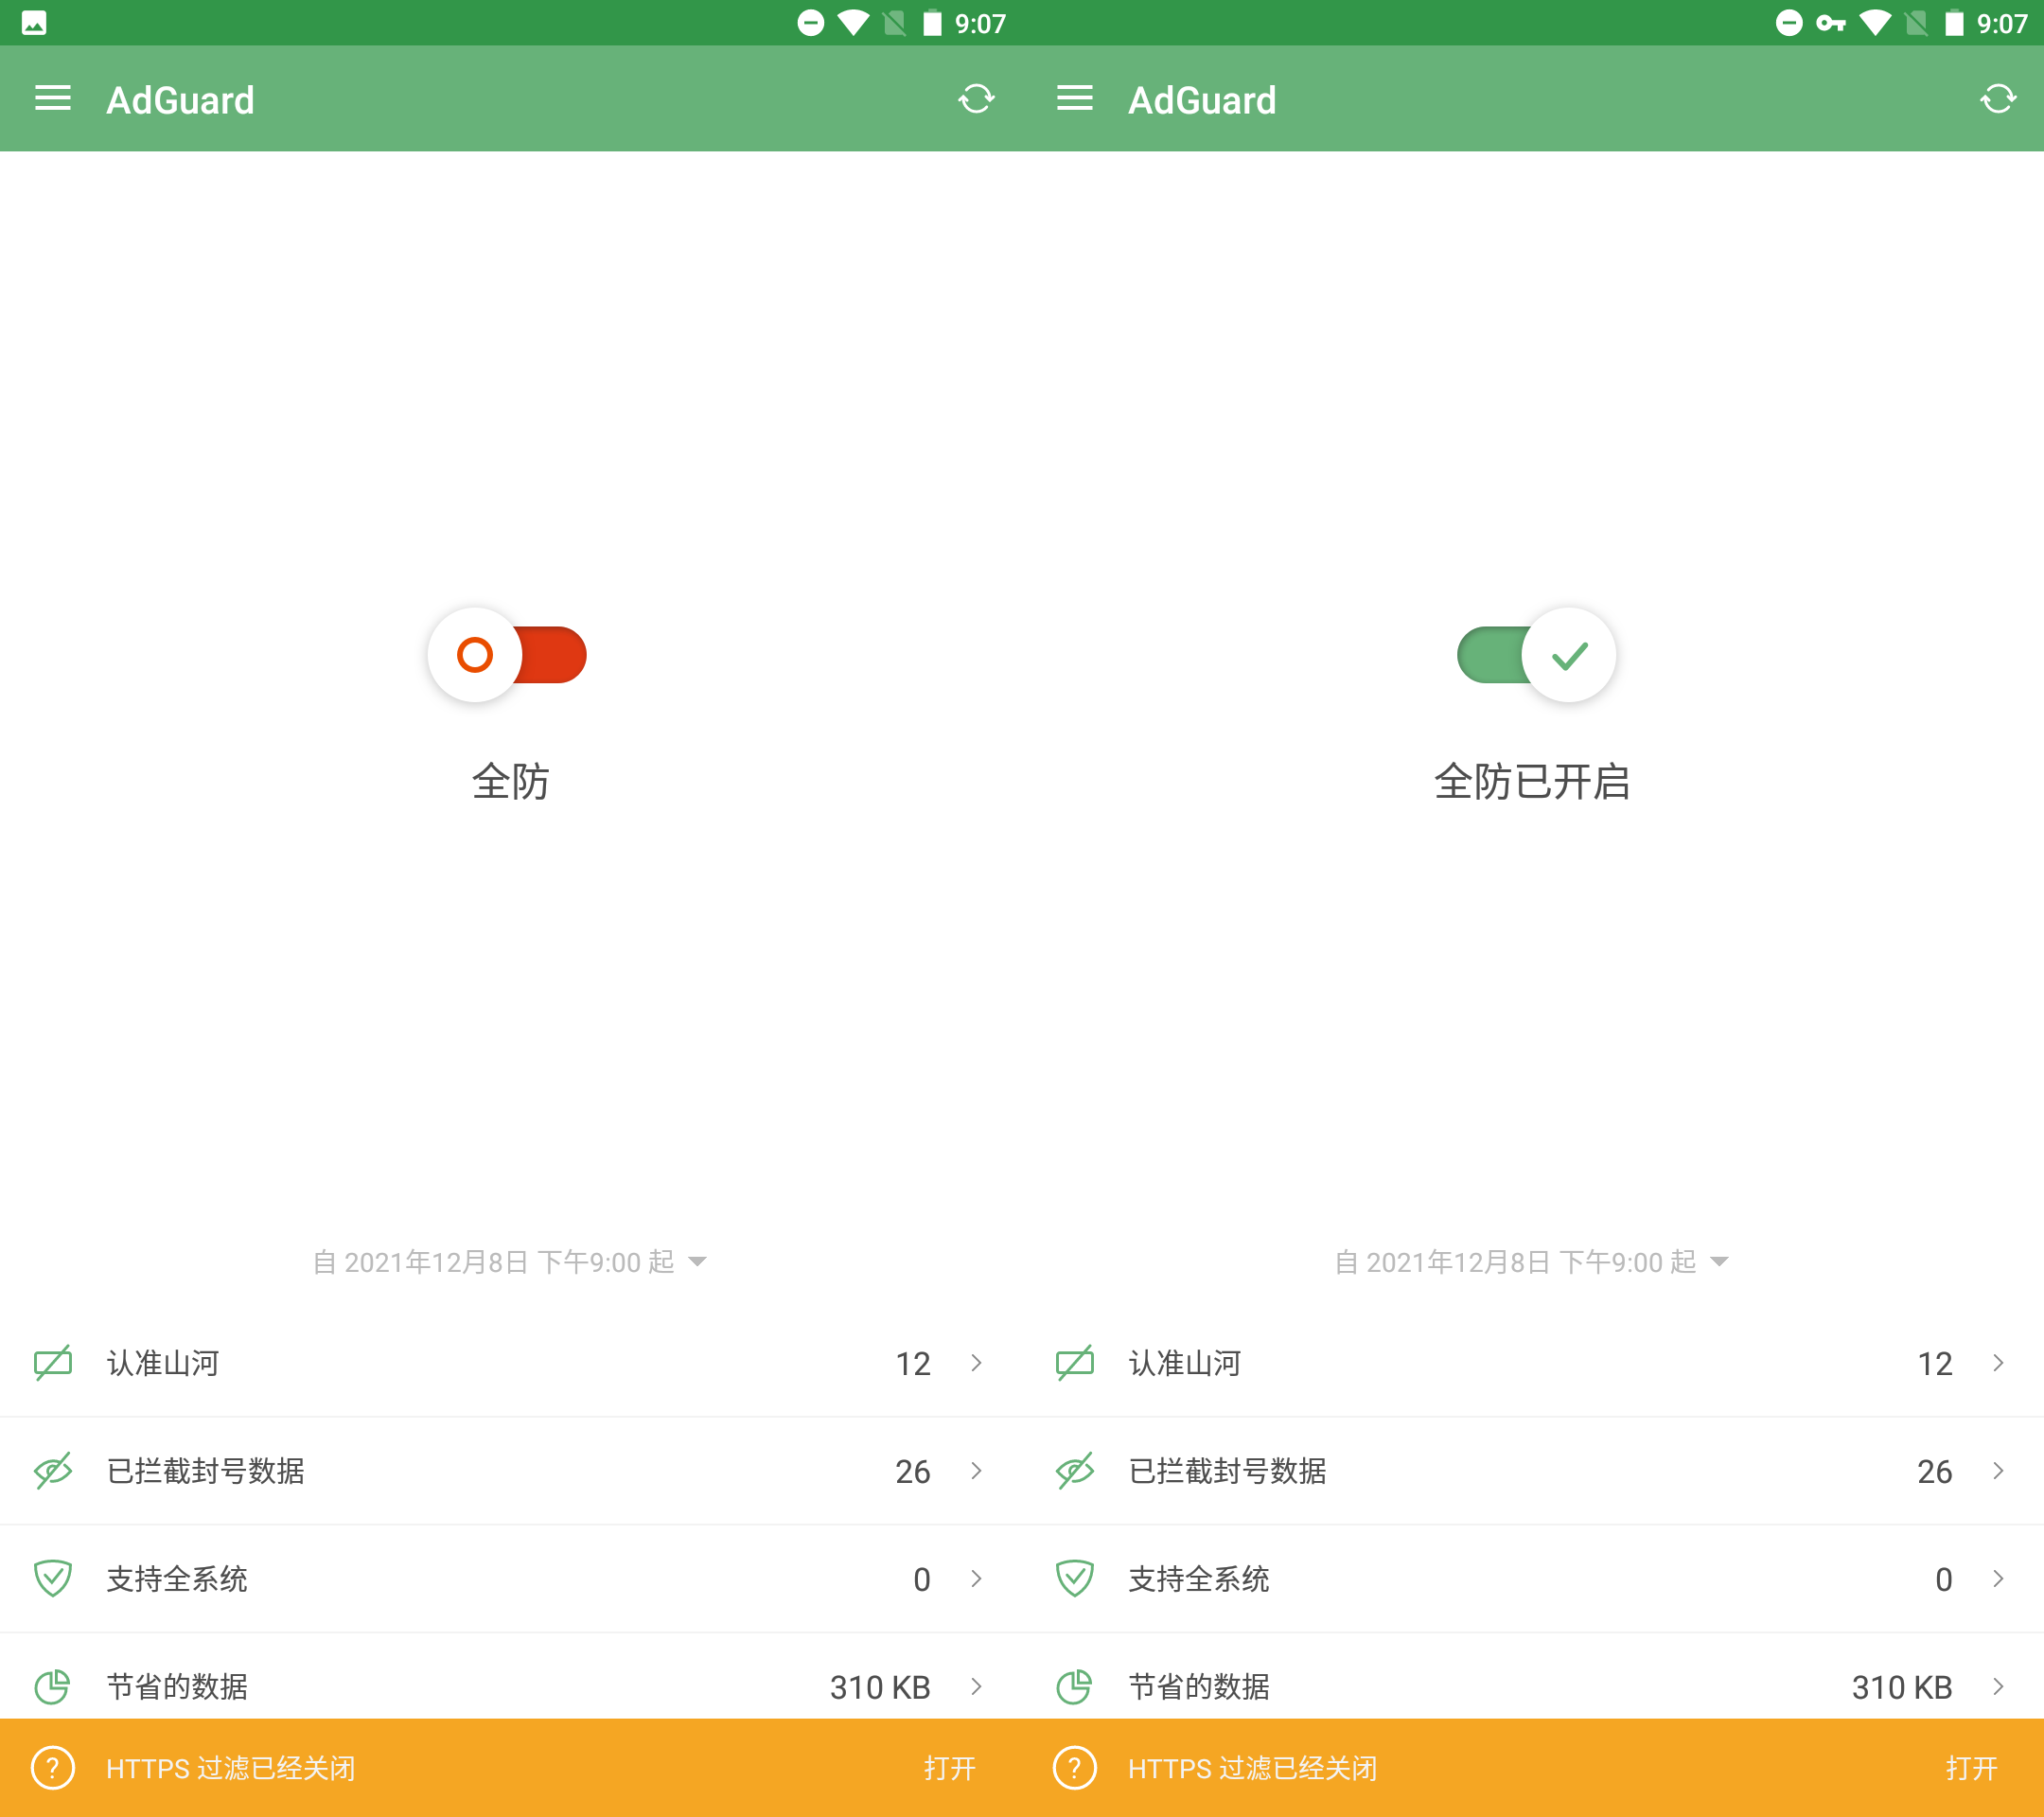 9:07
AdGuard
全防
自 2021年12月8日 下午9:00 起
认准山河 12
已拦截封号数据 26
支持全系统 0
节省的数据 310 KB
? HTTPS 过滤已经关闭 打开
9:07
AdGuard
全防已开启
自 2021年12月8日 下午9:00 起
认准山河 12
已拦截封号数据 26
支持全系统 0
节省的数据 310 KB
? HTTPS 过滤已经关闭 打开